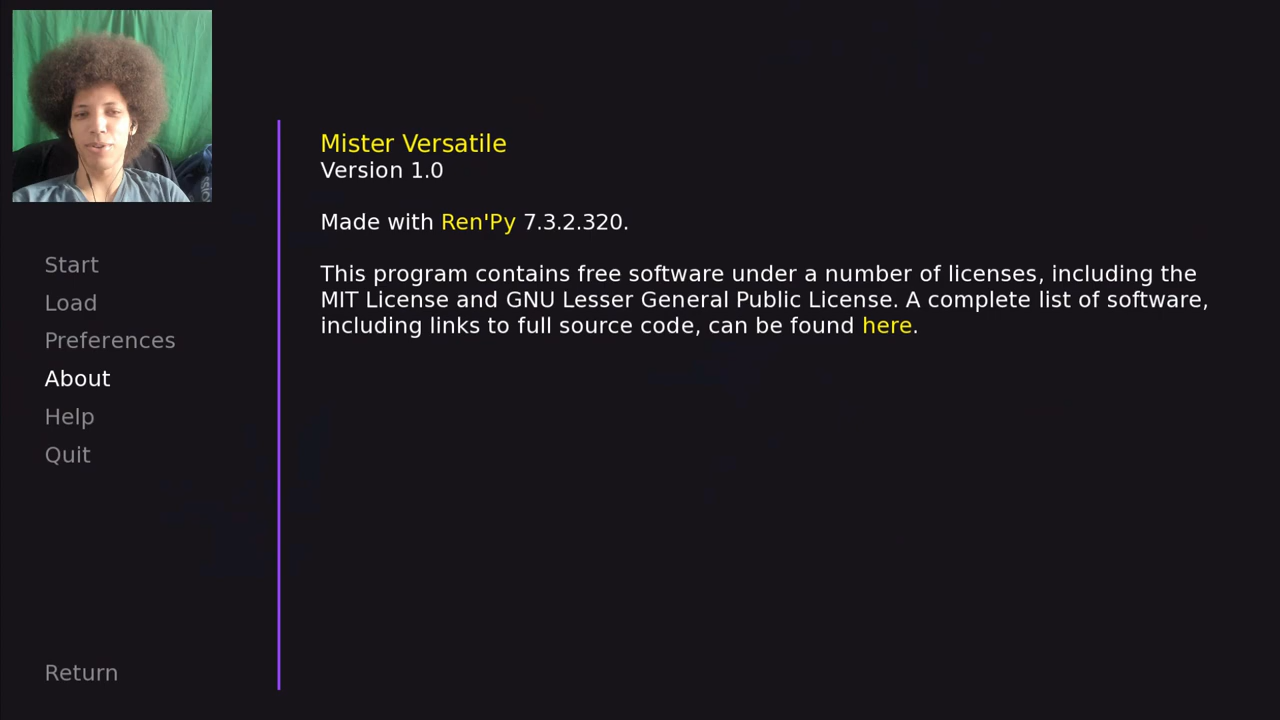 Mister Versatile
Version 1.0
Made with Ren'Py 7.3.2.320.
This program contains free software under a number of licenses, including the
MIT License and GNU Lesser General Public License. A complete list of software,
including links to full source code, can be found here.
Start
Load
Preferences
About
Help
Quit
Return